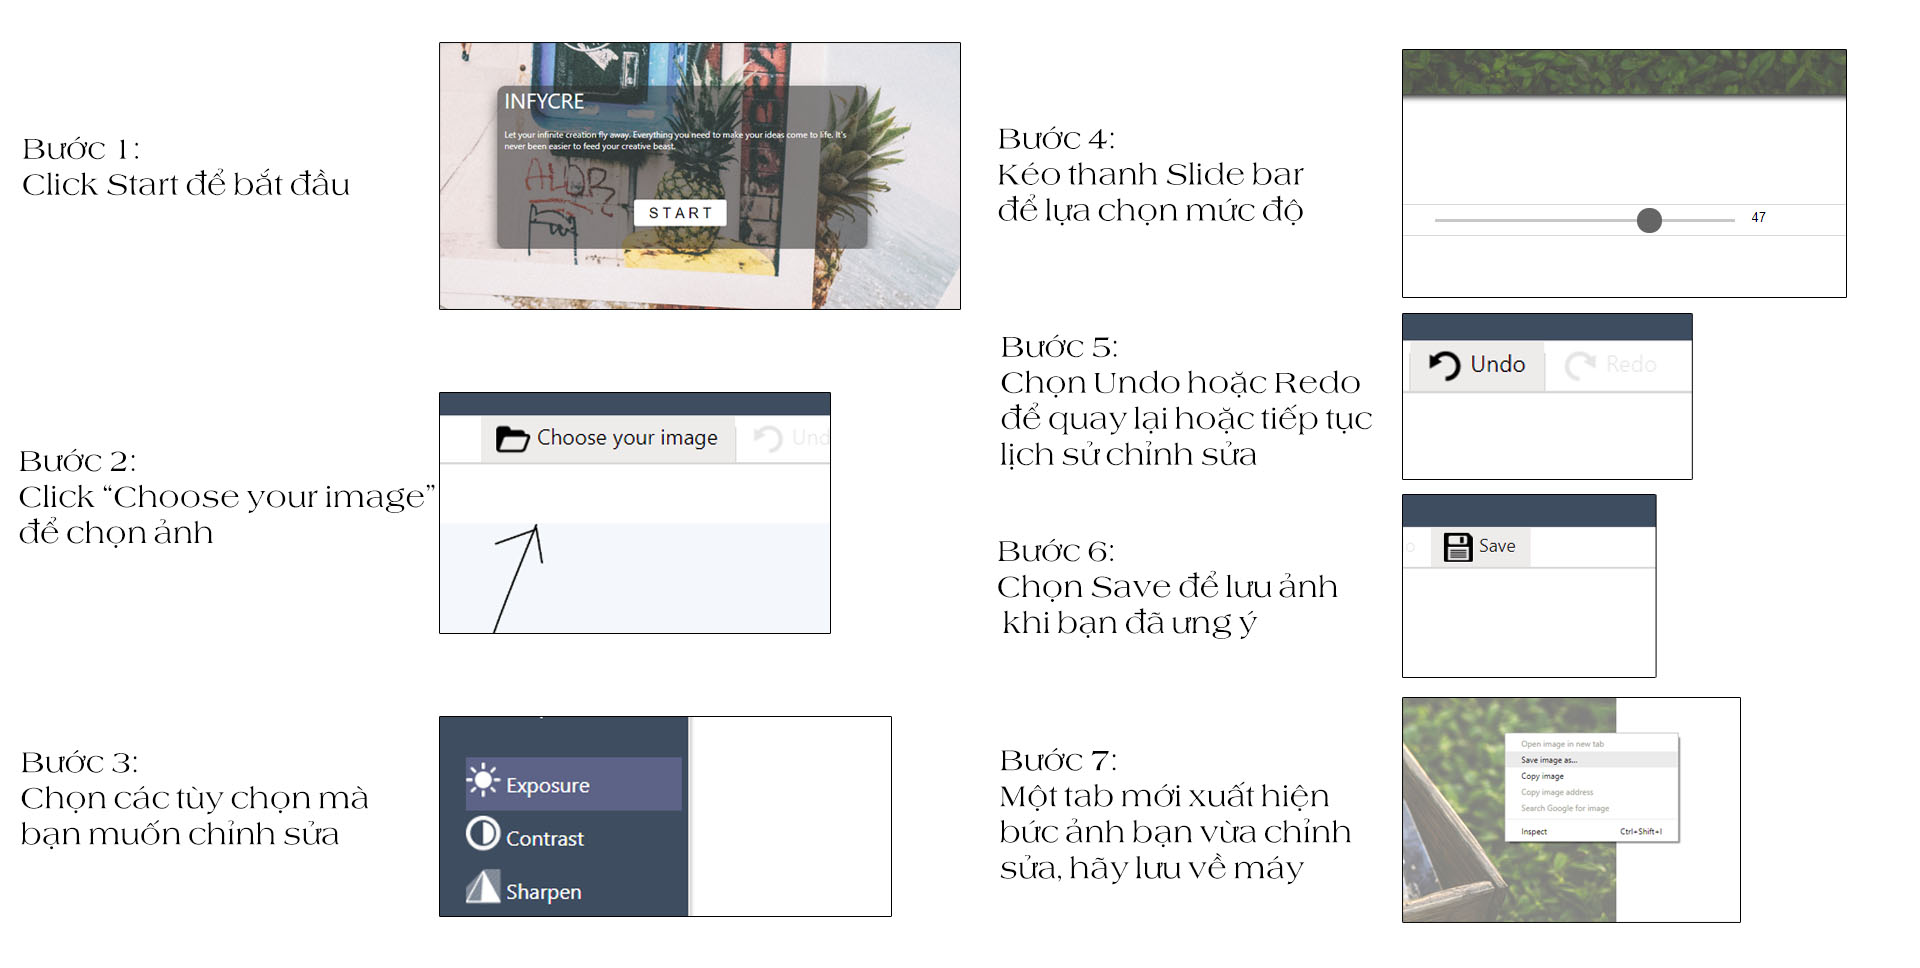 Bước 1:
Click Start để bắt đầu
INFYCRE
Let your infinite creation fly away. Everything you need to make your ideas come to life. It's
never been easier to feed your creative beast.
START
Bước 2:
Click “Choose your image”
để chọn ảnh
Choose your image
Und
Bước 3:
Chọn các tùy chọn mà
bạn muốn chỉnh sửa
Exposure
Contrast
Sharpen
Bước 4:
Kéo thanh Slide bar
để lựa chọn mức độ
47
Bước 5:
Chọn Undo hoặc Redo
để quay lại hoặc tiếp tục
lịch sử chỉnh sửa
Undo
Redo
Bước 6:
Chọn Save để lưu ảnh
khi bạn đã ưng ý
o
Save
Bước 7:
Một tab mới xuất hiện
bức ảnh bạn vừa chỉnh
sửa, hãy lưu về máy
Open image in new tab
Save image as...
Copy image
Copy image address
Search Google for image
Inspect Ctrl+Shift+I